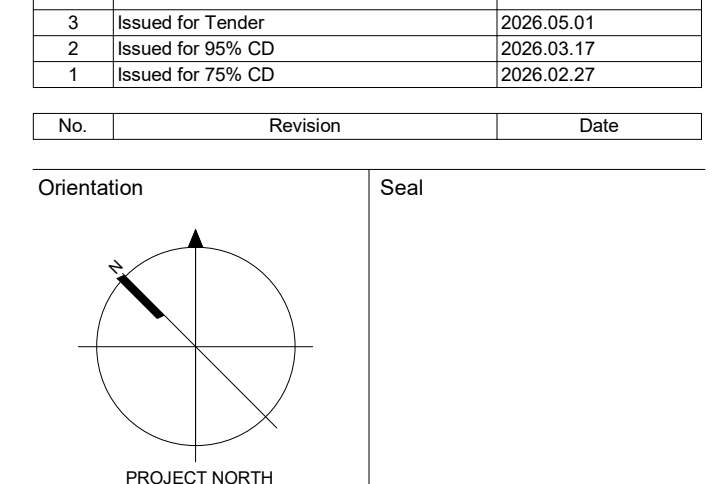 3 Issued for Tender 2026.05.01
2 Issued for 95% CD 2026.03.17
1 Issued for 75% CD 2026.02.27
No. Revision Date
Orientation Seal
N
PROJECT NORTH